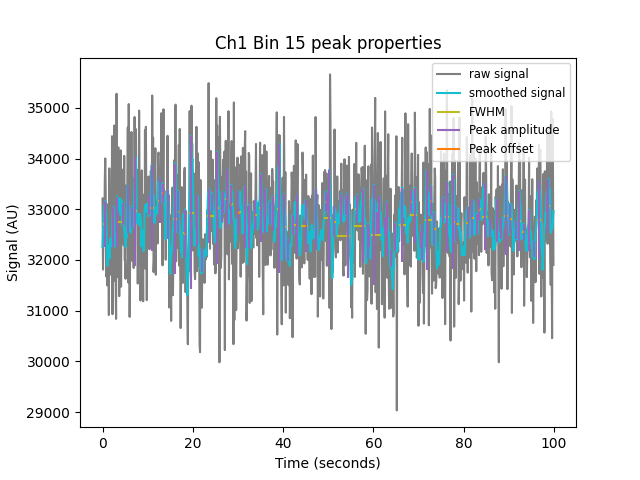 Ch1 Bin 15 peak properties
raw signal
smoothed signal
FWHM
Peak amplitude
Peak offset
35000
34000
33000
32000
31000
30000
29000
Signal (AU)
0 20 40 60 80 100
Time (seconds)